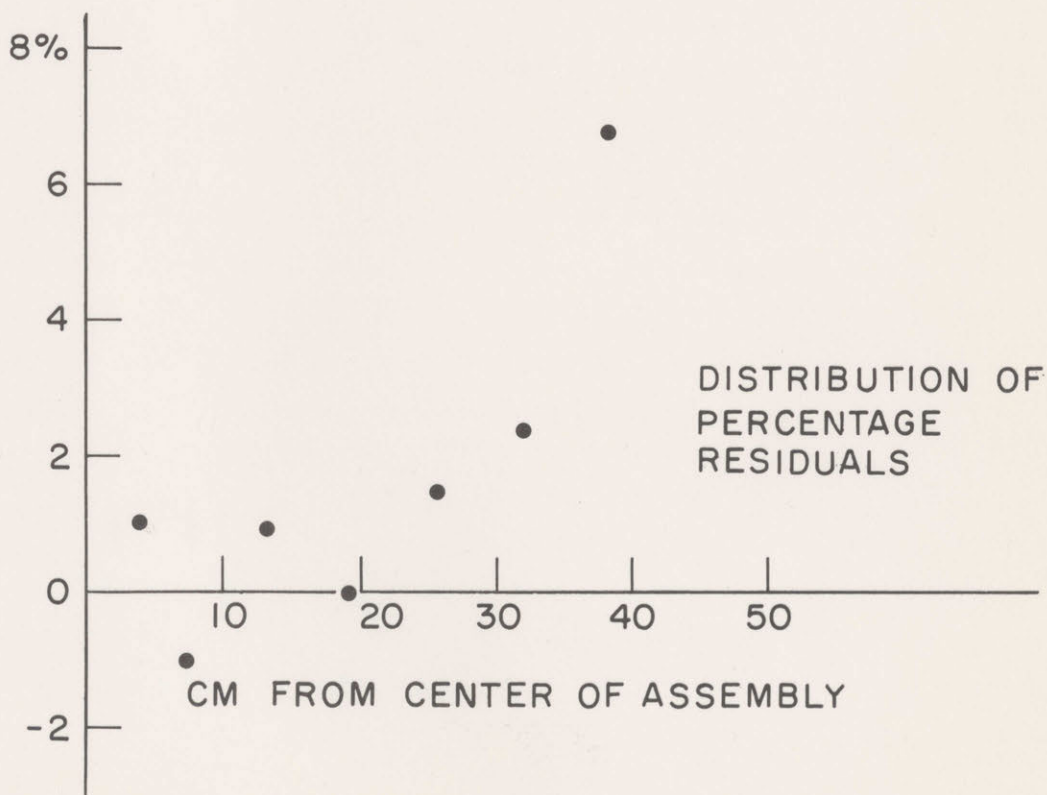 8%
6
4
DISTRIBUTION OF
PERCENTAGE
RESIDUALS
2
0
10 20 30 40 50
CM FROM CENTER OF ASSEMBLY
-2